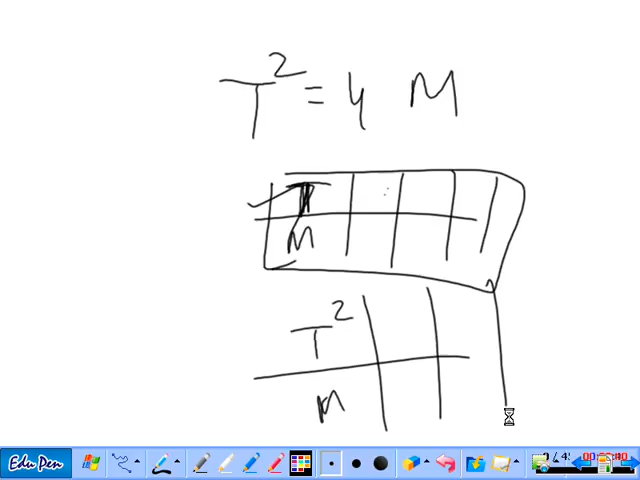 T² = 4 M
T
M
T²
M
Edu Pen